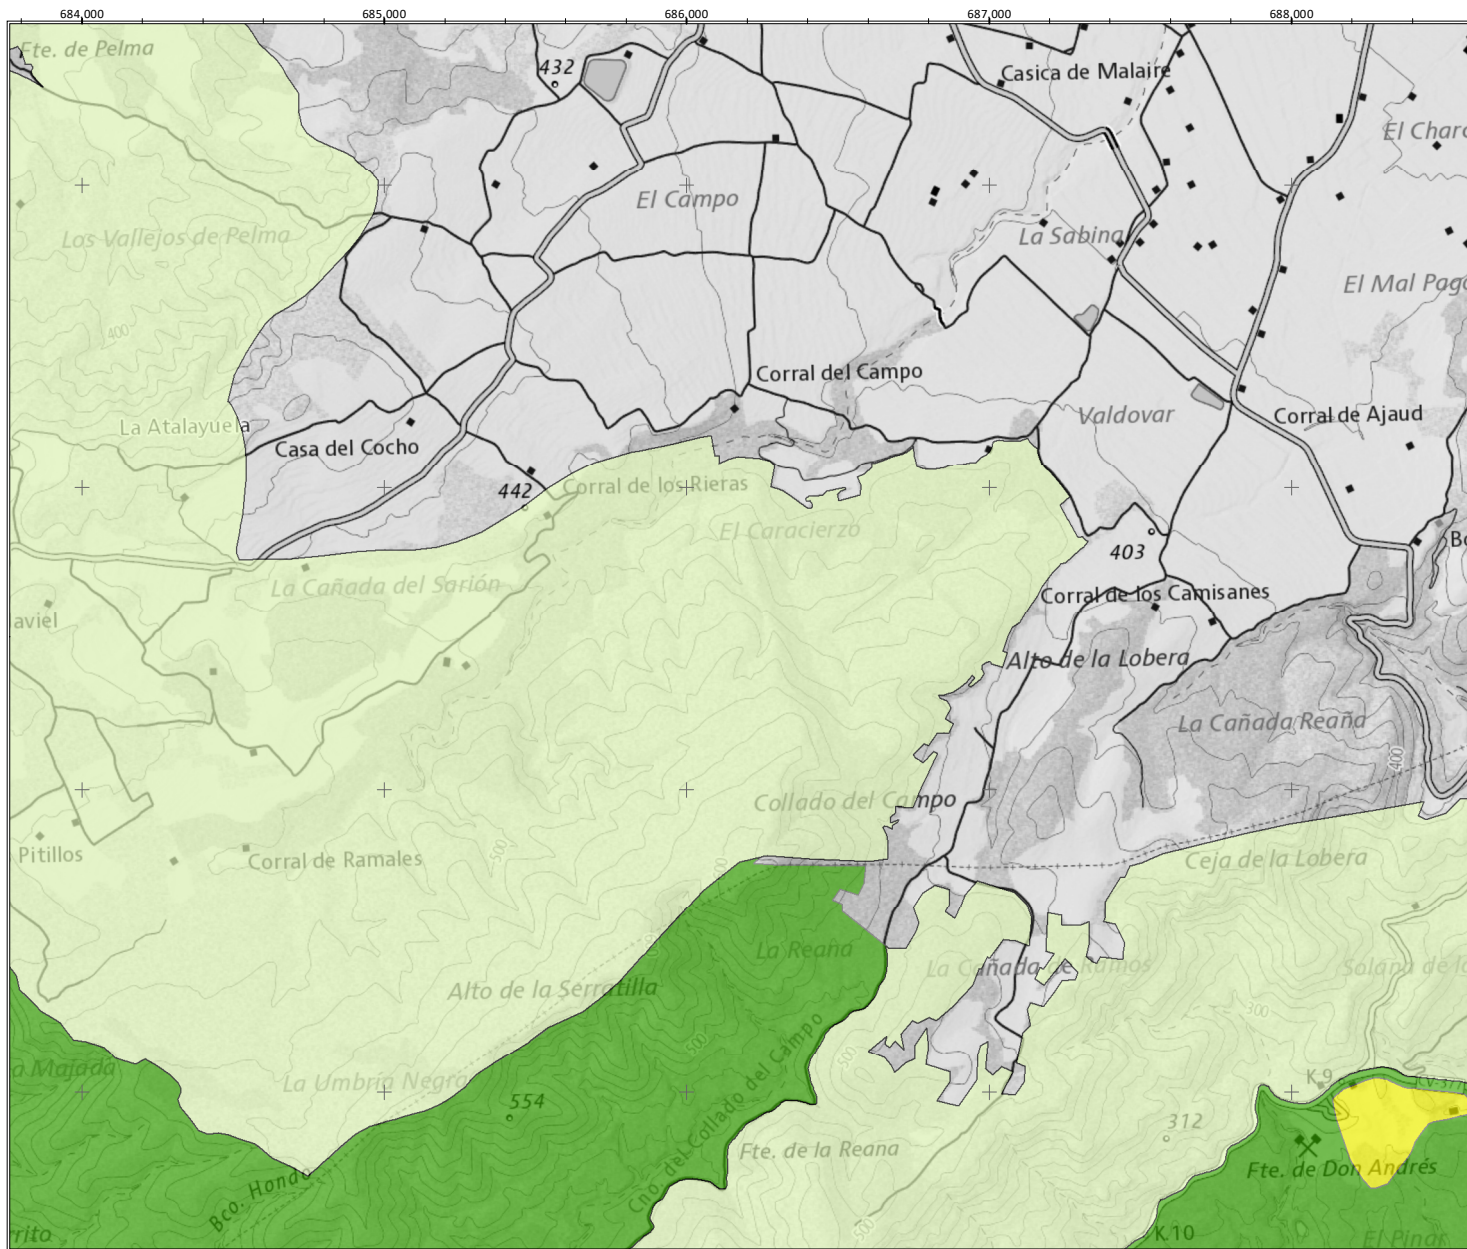 684,000
685,000
686,000
687,000
688,000
Fte. de Pelma
432
Casica de Malaire
El Campo
Los Vallejos de Pelma
La Sabina
El Mal Pago
400
Corral del Campo
La Atalayuela
Valdovar
Corral de Ajaud
Casa del Cocho
442
Corral de los Rieras
El Caracierzo
403
La Cañada del Sarión
Corral de los Camisanes
aviel
Alto de la Lobera
La Cañada Reaña
400
Collado del Campo
Pitillos
Corral de Ramales
500
Ceja de la Lobera
La Reana
La Cañada de Ramos
Solana de
Alto de la Serratilla
300
500
500
a Majada
La Umbría Negra
K.9
554
312
Cno. del Collado del Campo
Fte. de la Reana
Fte. de Don Andrés
Bco. Hondo
500
rrito
K.10
El Pinar